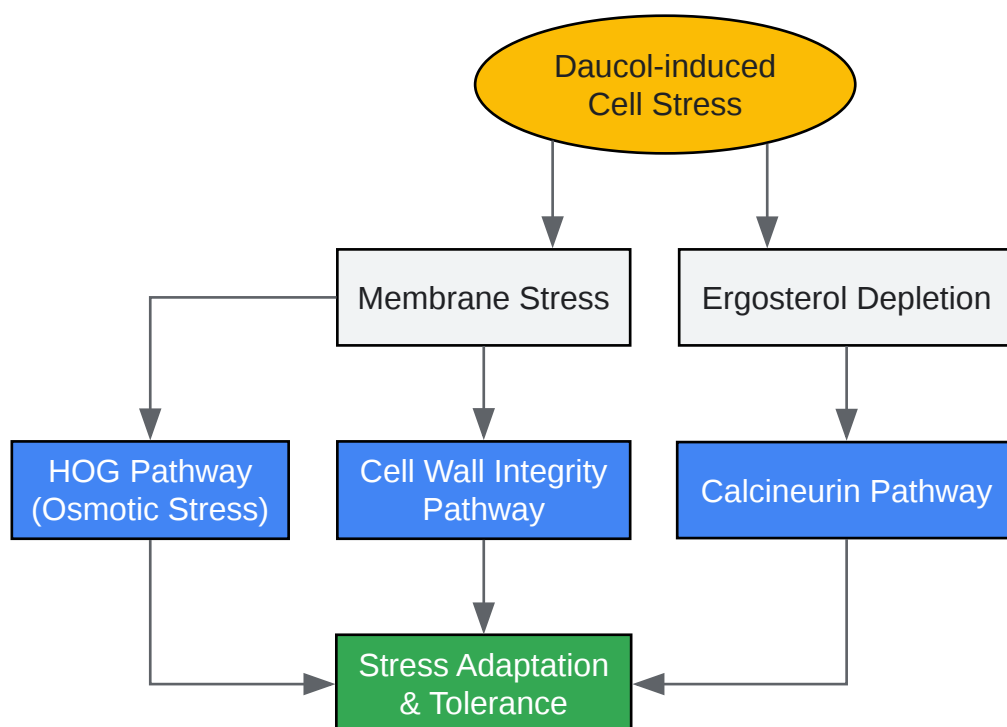 Daucol-induced
Cell Stress
Membrane Stress
Ergosterol Depletion
HOG Pathway
(Osmotic Stress)
Cell Wall Integrity
Pathway
Calcineurin Pathway
Stress Adaptation
& Tolerance